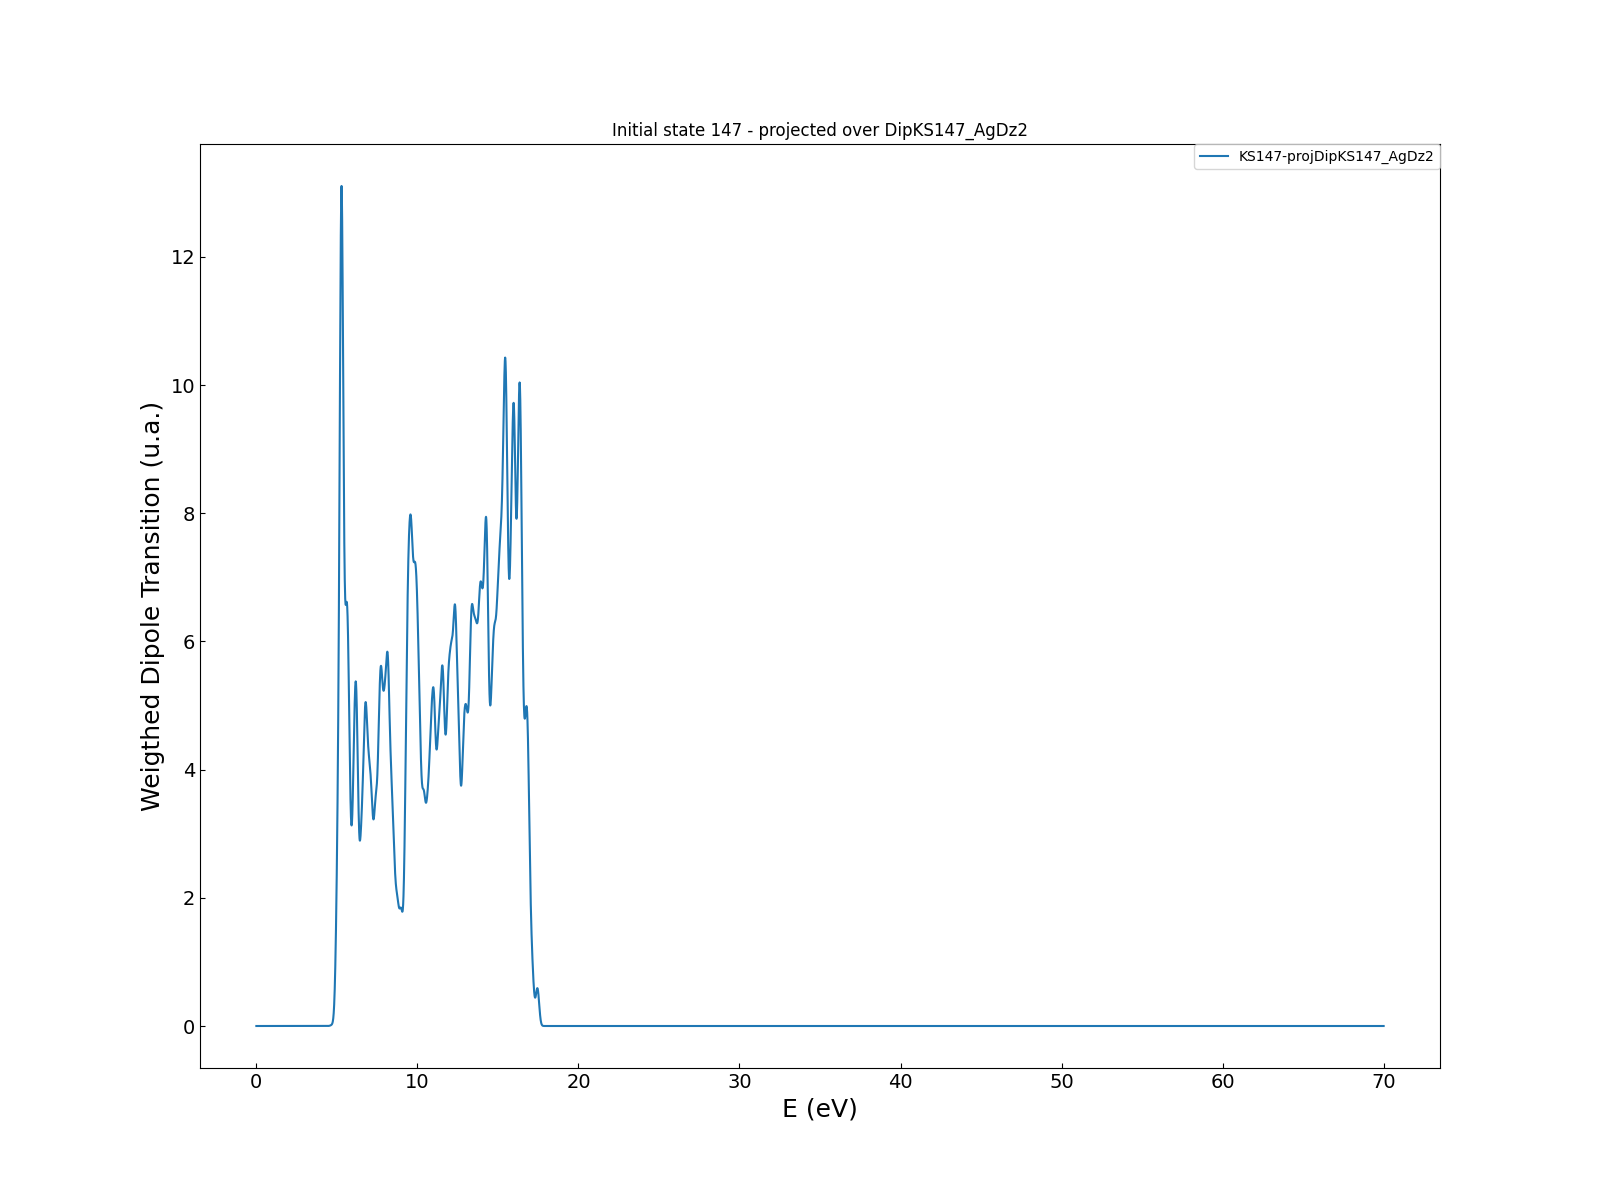 Initial state 147 - projected over DipKS147_AgDz2
KS147-projDipKS147_AgDz2
Weigthed Dipole Transition (u.a.)
12
10
8
6
4
2
0
0 10 20 30 40 50 60 70
E (eV)